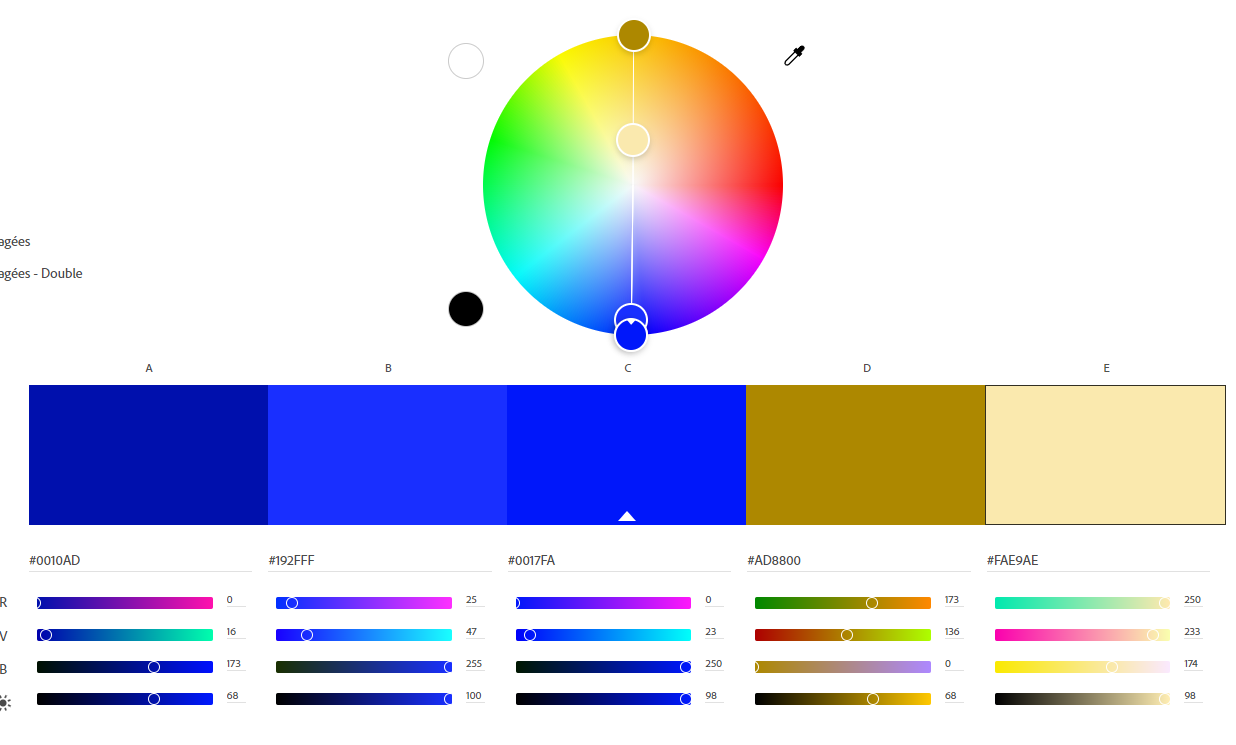 agées
agées - Double
A B C D E
#0010AD #192FFF #0017FA #AD8800 #FAE9AE
R 0 25 0 173 250
V 16 47 23 136 233
B 173 255 250 0 174
68 100 98 68 98